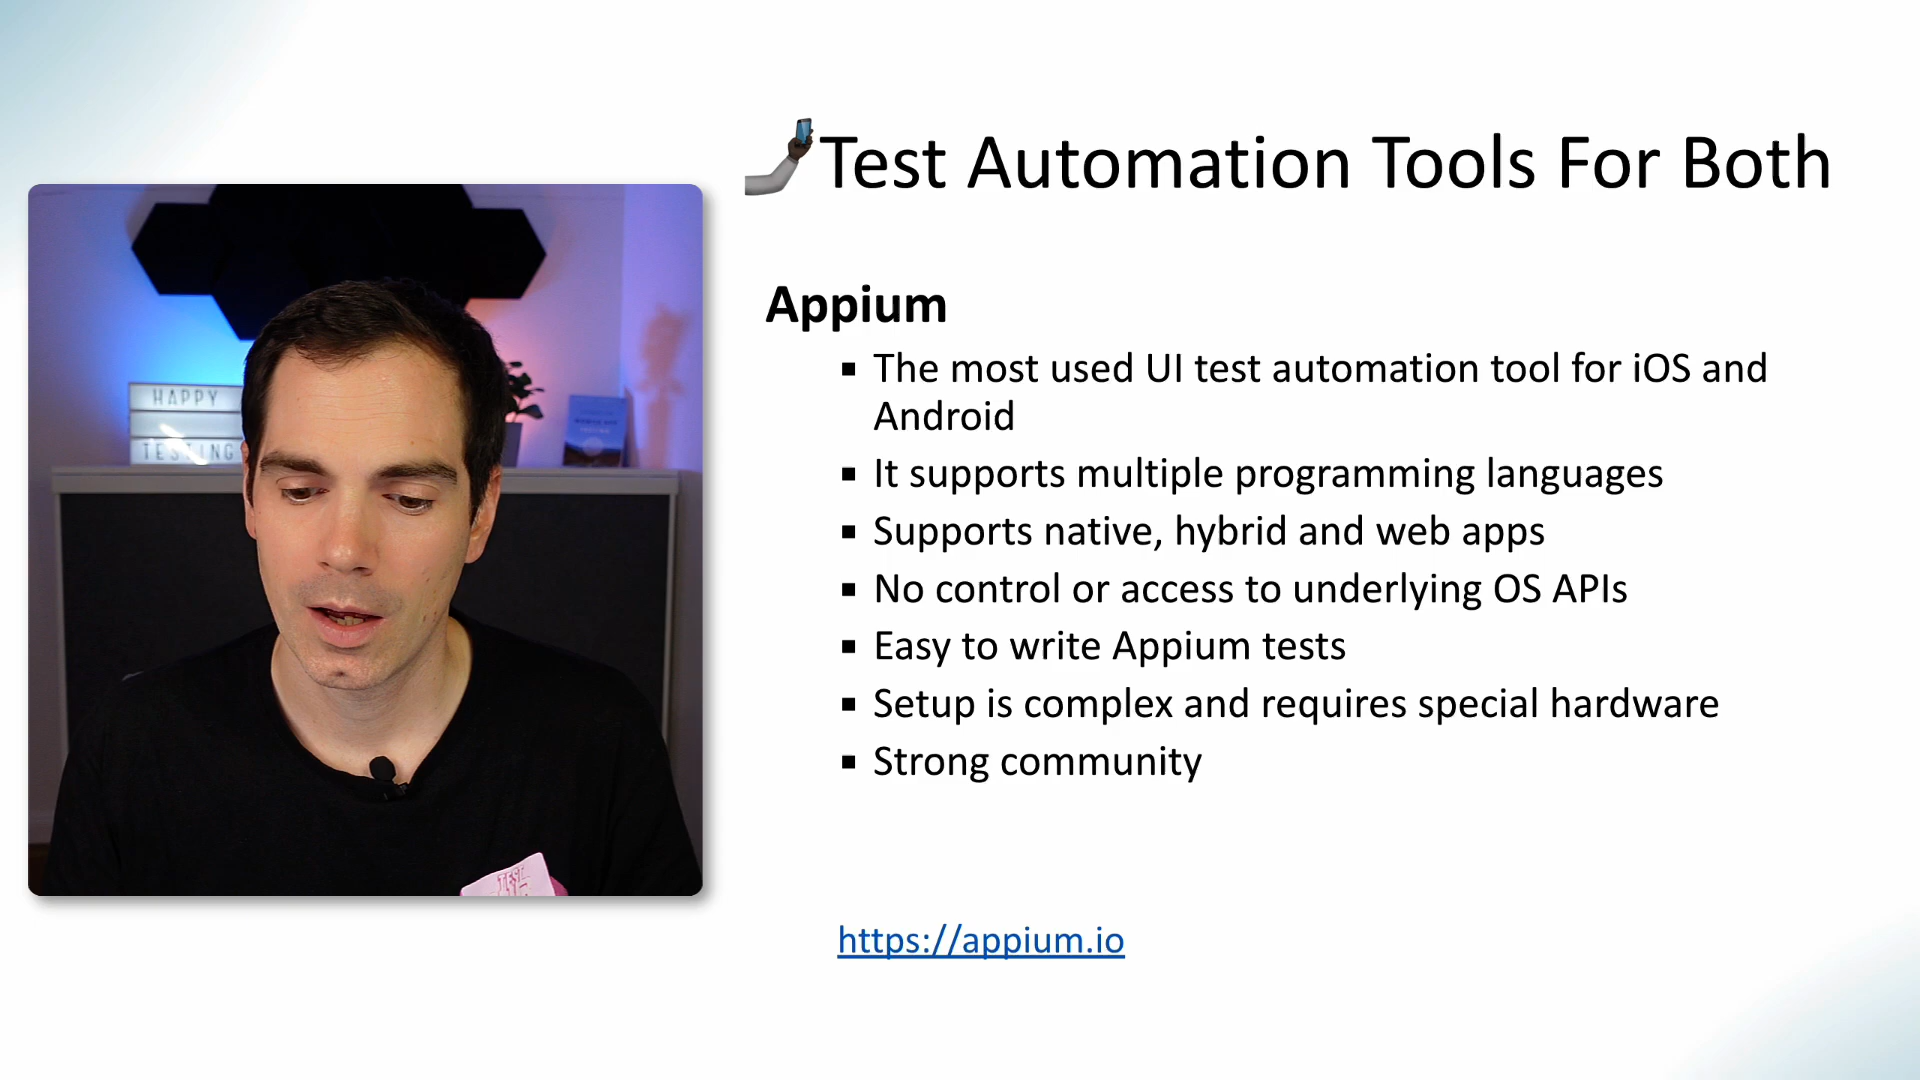 Test Automation Tools For Both
Appium
The most used UI test automation tool for iOS and
Android
It supports multiple programming languages
Supports native, hybrid and web apps
No control or access to underlying OS APIs
Easy to write Appium tests
Setup is complex and requires special hardware
Strong community
https://appium.io
HAPPY
TESTING
TEST